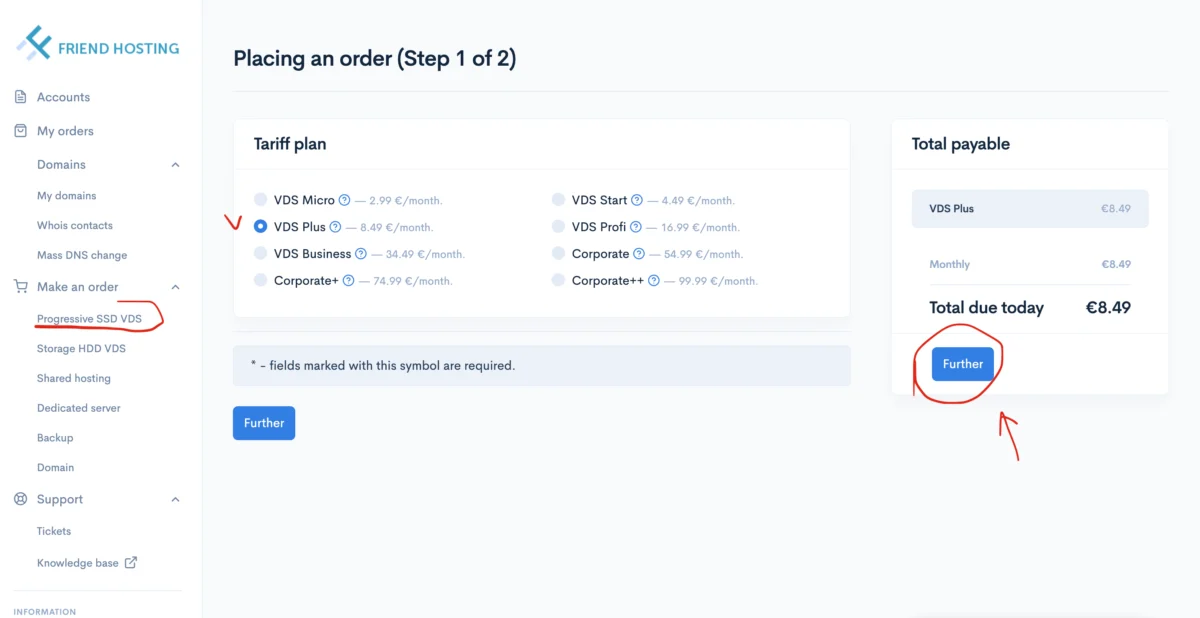 FRIEND HOSTING
Accounts
My orders
Domains
My domains
Whois contacts
Mass DNS change
Make an order
Progressive SSD VDS
Storage HDD VDS
Shared hosting
Dedicated server
Backup
Domain
Support
Tickets
Knowledge base
INFORMATION
Placing an order (Step 1 of 2)
Tariff plan
VDS Micro ? — 2.99 €/month.
VDS Start ? — 4.49 €/month.
VDS Plus ? — 8.49 €/month.
VDS Profi ? — 16.99 €/month.
VDS Business ? — 34.49 €/month.
Corporate ? — 54.99 €/month.
Corporate+ ? — 74.99 €/month.
Corporate++ ? — 99.99 €/month.
* - fields marked with this symbol are required.
Further
Total payable
VDS Plus €8.49
Monthly €8.49
Total due today €8.49
Further